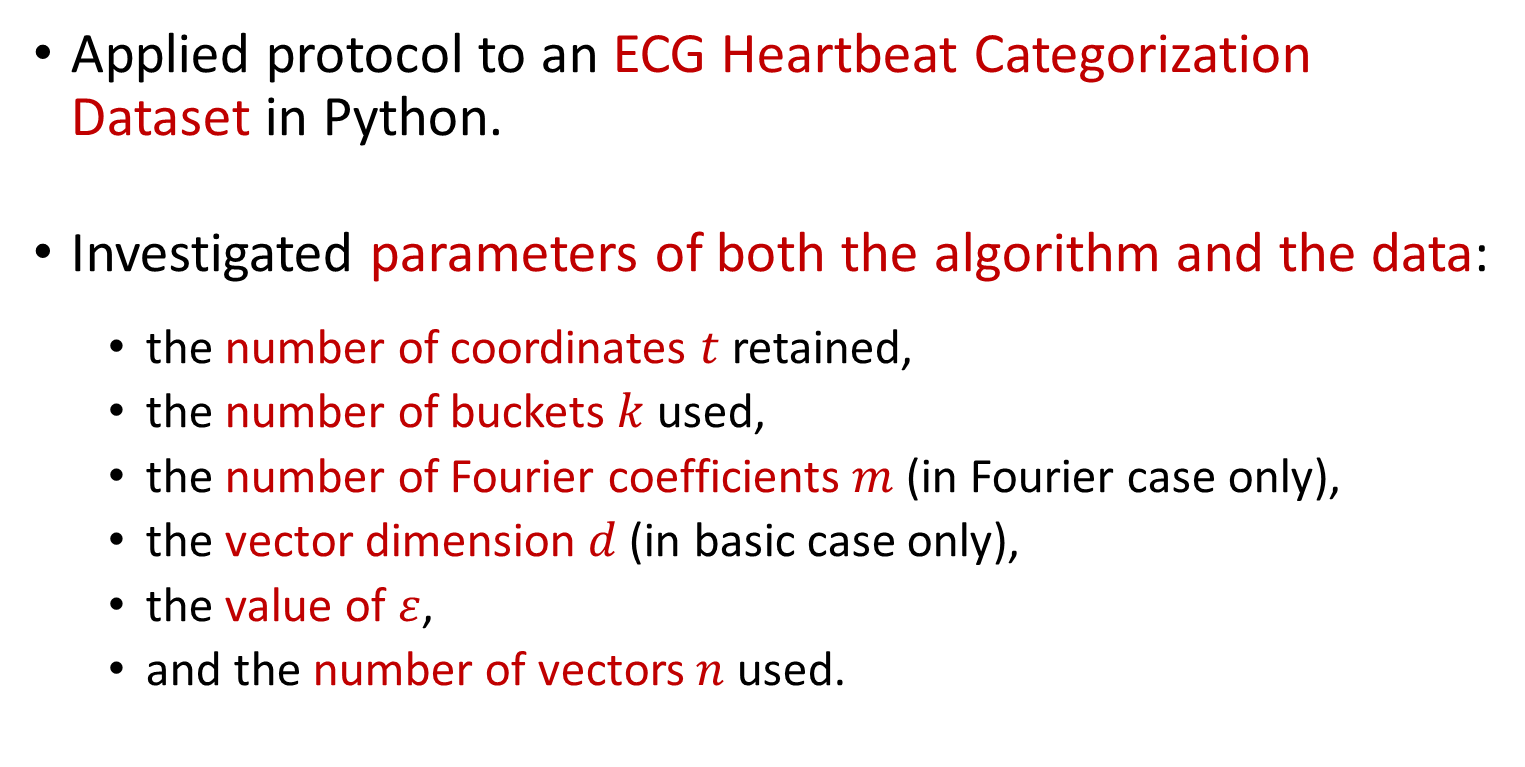 • Applied protocol to an ECG Heartbeat Categorization
Dataset in Python.
• Investigated parameters of both the algorithm and the data:
• the number of coordinates t retained,
• the number of buckets k used,
• the number of Fourier coefficients m (in Fourier case only),
• the vector dimension d (in basic case only),
• the value of ε,
• and the number of vectors n used.